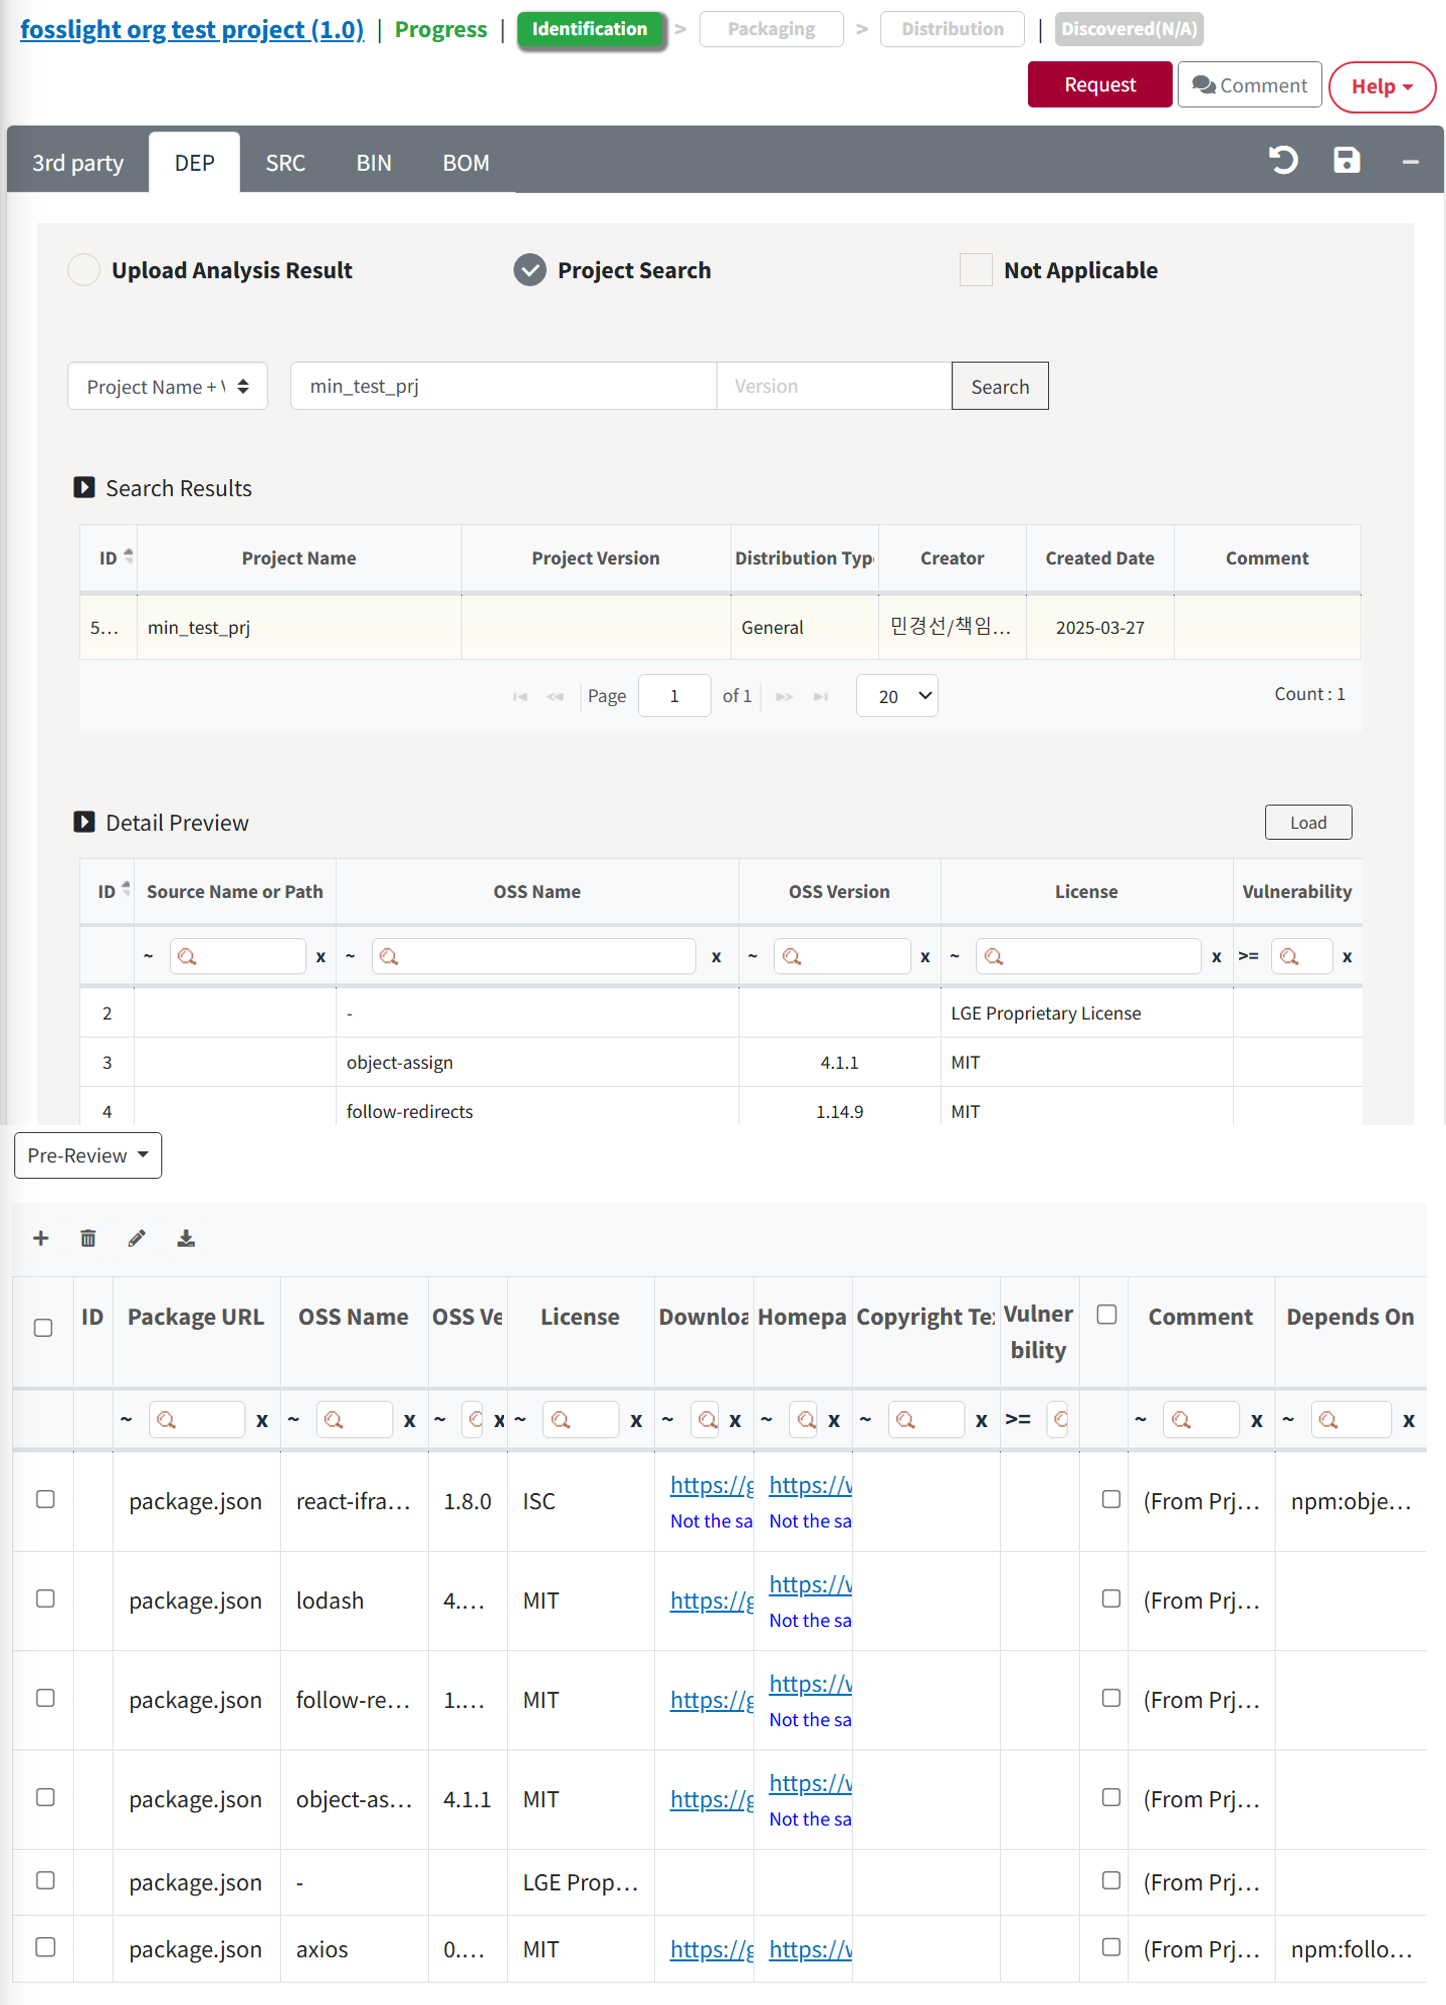 fosslight org test project (1.0) | Progress | Identification > Packaging > Distribution | Discovered(N/A)
Request Comment Help
3rd party DEP SRC BIN BOM
Upload Analysis Result Project Search Not Applicable
Project Name + \ min_test_prj Version Search
Search Results
ID Project Name Project Version Distribution Typ Creator Created Date Comment
5... min_test_prj General 민경선/책임... 2025-03-27
Page 1 of 1 20 Count : 1
Detail Preview Load
ID Source Name or Path OSS Name OSS Version License Vulnerability
~ x ~ x ~ x ~ x >= x
2 - LGE Proprietary License
3 object-assign 4.1.1 MIT
4 follow-redirects 1.14.9 MIT
Pre-Review
ID Package URL OSS Name OSS Ve License Downloa Homepa Copyright Te Vulner
bility Comment Depends On
~ x ~ x ~ x ~ x ~ x ~ x ~ x >= ~ x ~ x
package.json react-ifra... 1.8.0 ISC https://g https://w (From Prj... npm:obje...
Not the sa Not the sa
package.json lodash 4.... MIT https://g https://w (From Prj...
Not the sa
package.json follow-re... 1.... MIT https://g https://w (From Prj...
Not the sa
package.json object-as... 4.1.1 MIT https://g https://w (From Prj...
Not the sa
package.json - LGE Prop... (From Prj...
package.json axios 0.... MIT https://g https://w (From Prj... npm:follo...